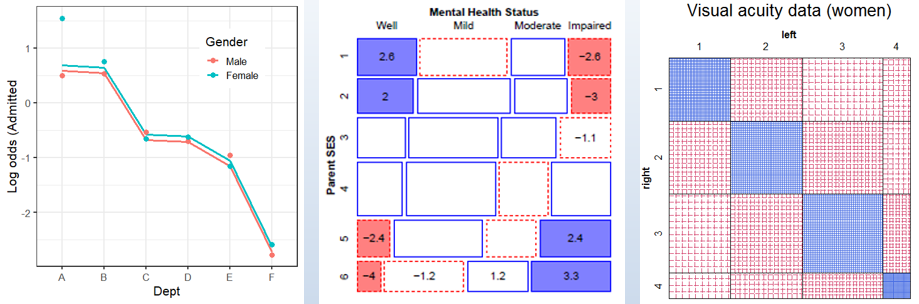 Log odds (Admitted
1
0
-1
-2
Gender
Male
Female
A B C D E F
Dept
Mental Health Status
Well Mild Moderate Impaired
Parent SES
1 2.6 −2.6
2 2 −3
3 −1.1
4
5 −2.4 2.4
6 −4 −1.2 1.2 3.3
Visual acuity data (women)
left
1 2 3 4
right
1
2
3
4